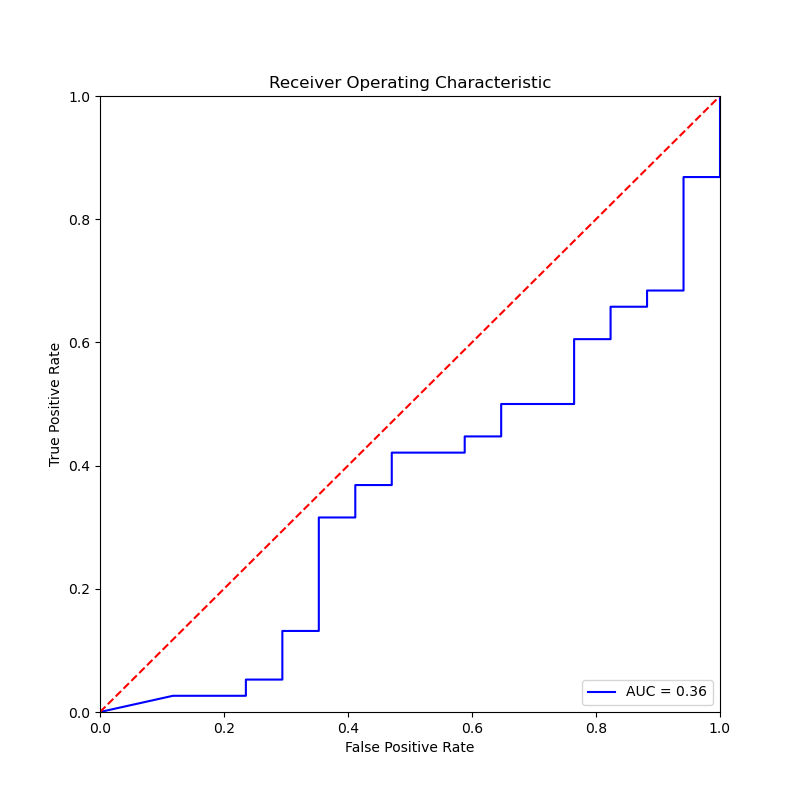 Receiver Operating Characteristic
True Positive Rate
1.0
0.8
0.6
0.4
0.2
0.0
AUC = 0.36
0.0 0.2 0.4 0.6 0.8 1.0
False Positive Rate